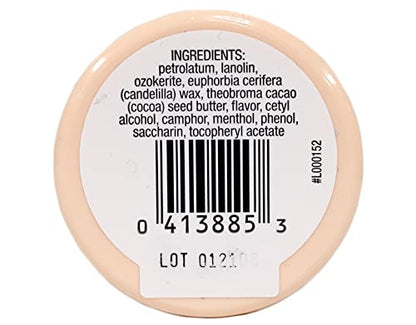 INGREDIENTS:
petrolatum, lanolin,
ozokerite, euphorbia cerifera
(candelilla) wax, theobroma cacao
(cocoa) seed butter, flavor, cetyl
alcohol, camphor, menthol, phenol,
saccharin, tocopheryl acetate
#L000152
0 413885 3
LOT